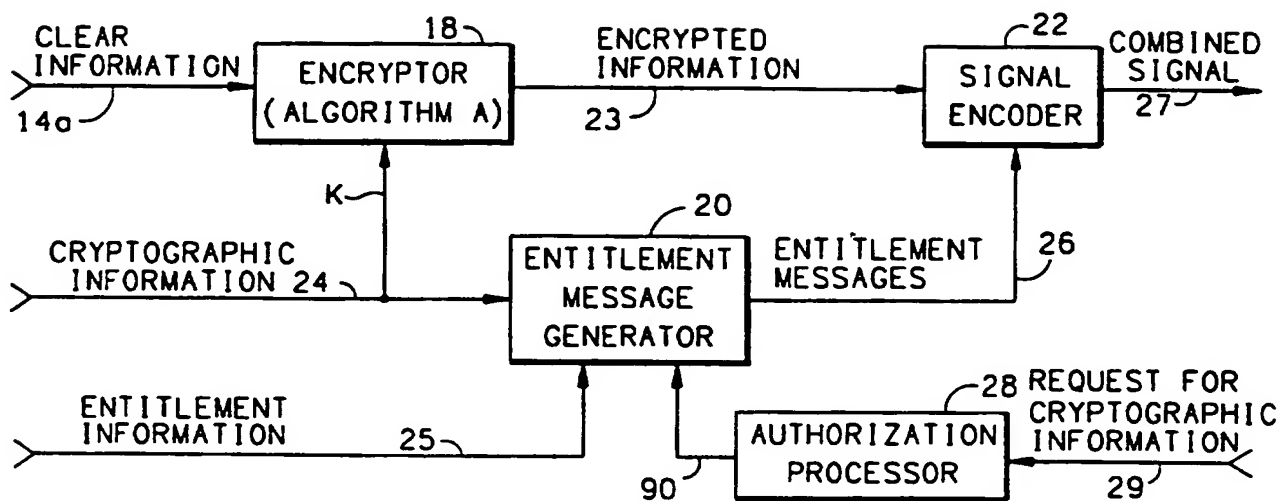 CLEAR
INFORMATION
14a
18
ENCRYPTOR
(ALGORITHM A)
ENCRYPTED
INFORMATION
23
22
SIGNAL
ENCODER
COMBINED
SIGNAL
27
K
CRYPTOGRAPHIC
INFORMATION 24
20
ENTITLEMENT
MESSAGE
GENERATOR
ENTITLEMENT
MESSAGES
26
ENTITLEMENT
INFORMATION
25
90
28
AUTHORIZATION
PROCESSOR
REQUEST FOR
CRYPTOGRAPHIC
INFORMATION
29